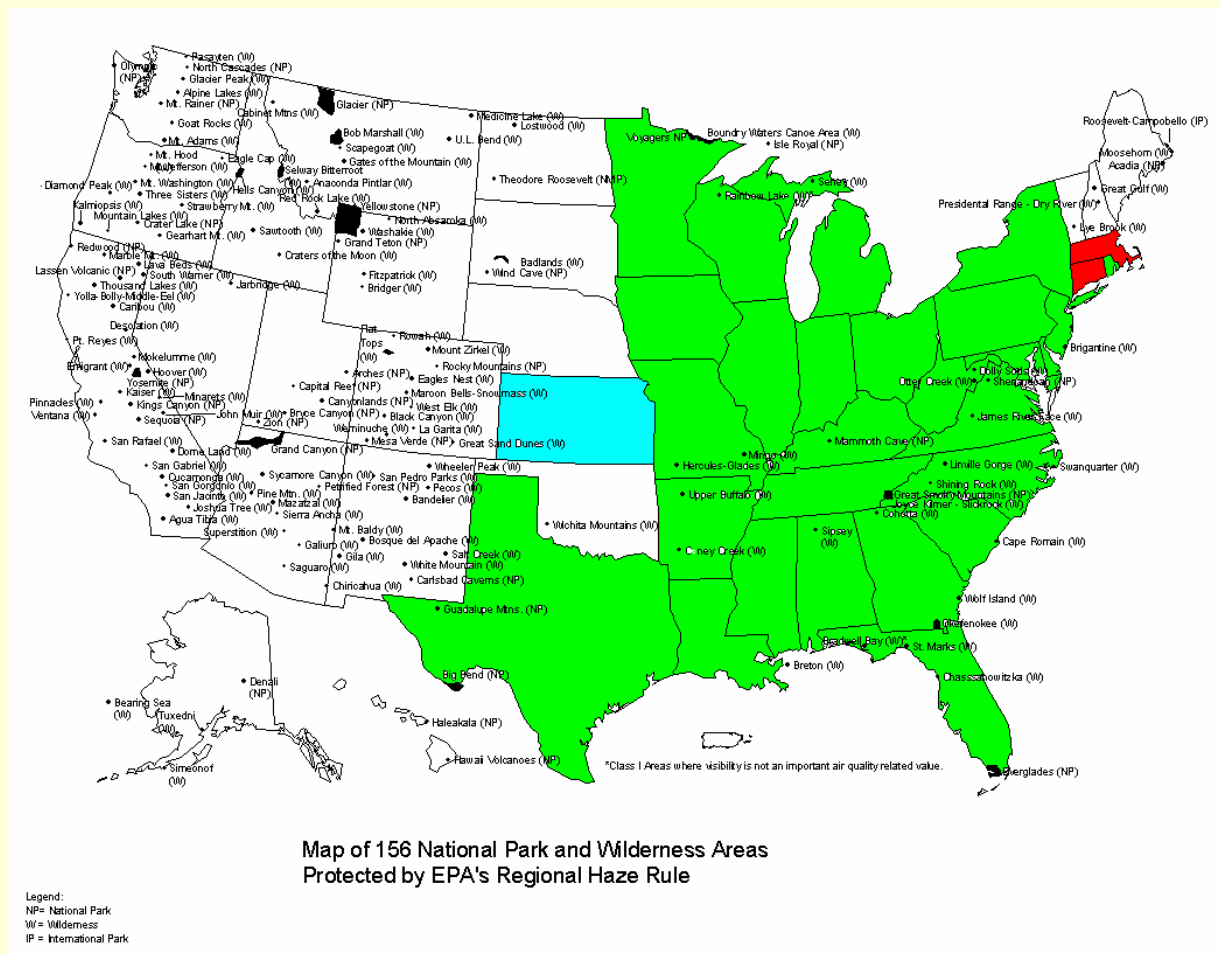 Pasayten (W)
Olympic
(NP)
North Cascades (NP)
Glacier Peak (W)
Alpine Lakes (W)
Mt. Rainer (NP)
Goat Rocks (W)
Mt. Adams (W)
Mt. Hood
Mt.Jefferson (W)
Mt. Washington (W)
Diamond Peak (W)
Three Sisters (W)
Kalmiopsis (W)
Strawberry Mt. (W)
Mountain Lakes (W)
Crater Lake (NP)
Gearhart Mt. (W)
Eagle Cap (W)
Hells Canyon (W)
Cabinet Mtns (W)
Glacier (NP)
Bob Marshall (W)
Scapegoat (W)
Gates of the Mountain (W)
Selway Bitterroot
(W)
Anaconda Pintlar (W)
Red Rock Lake (W)
Medicine Lake (W)
U.L. Bend (W)
Lostwood (W)
Theodore Roosevelt (NMP)
Yellowstone (NP)
North Absaroka (W)
Washakie (W)
Grand Teton (NP)
Sawtooth (W)
Craters of the Moon (W)
Fitzpatrick (W)
Bridger (W)
Badlands (W)
Wind Cave (NP)
Redwood (NP)
Marble Mt. (W)
Lava Beds (W)
Lassen Volcanic (NP)
South Warner (W)
Thousand Lakes (W)
Jarbridge (W)
Yolla-Bolly-Middle-Eel (W)
Caribou (W)
Desolation (W)
Pt. Reyes (W)
Mokelumme (W)
Emigrant (W)
Hoover (W)
Yosemite (NP)
Kaiser (W)
Minarets (W)
Pinnacles (W)
Kings Canyon (NP)
Ventana (W)
John Muir (W)
Sequoia (NP)
San Rafael (W)
Dome Land (W)
San Gabriel (W)
Cucamonga (W)
San Gorgonio (W)
San Jacinto (W)
Joshua Tree (W)
Agua Tibia (W)
Flat
Tops
(W)
Rawah (W)
Mount Zirkel (W)
Rocky Mountains (NP)
Arches (NP)
Eagles Nest (W)
Capital Reef (NP)
Maroon Bells-Snowmass (W)
Canyonlands (NP)
West Elk (W)
Bryce Canyon (NP)
Black Canyon (W)
Zion (NP)
Weminuche (W)
La Garita (W)
Mesa Verde (NP)
Great Sand Dunes (W)
Grand Canyon (NP)
Wheeler Peak (W)
Sycamore Canyon (W)
San Pedro Parks (W)
Petrified Forest (NP)
Pecos (W)
Pine Mtn. (W)
Bandelier (W)
Mazatzal (W)
Sierra Ancha (W)
Superstition (W)
Mt. Baldy (W)
Bosque del Apache (W)
Galiuro (W)
Gila (W)
Salt Creek (W)
White Mountain (W)
Saguaro (W)
Chiricahua (W)
Carlsbad Caverns (NP)
Guadalupe Mtns. (NP)
Big Bend (NP)
Wichita Mountains (W)
Voyagers NP
Boundry Waters Canoe Area (W)
Isle Royal (NP)
Rainbow Lake (W)
Seney (W)
Roosevelt-Campobello (IP)
Moosehorn (W)
Acadia (NP)
Great Gulf (W)
Presidental Range - Dry River (W)
Lye Brook (W)
Brigantine (W)
Dolly Sods (W)
Otter Creek (W)
Shenandoah (NP)
James River Face (W)
Mammoth Cave (NP)
Mingo (W)
Hercules-Glades (W)
Linville Gorge (W)
Swanquarter (W)
Upper Buffalo (W)
Shining Rock (W)
Great Smoky Mountains (NP)
Joyce Kilmer - Slickrock (W)
Cohutta (W)
Sipsey
(W)
Caney Creek (W)
Cape Romain (W)
Wolf Island (W)
Okefenokee (W)
Bradwell Bay (W)*
St. Marks (W)
Breton (W)
Chasssahowitzka (W)
Everglades (NP)
Denali
(NP)
Bearing Sea
(W)
Tuxedni
(W)
Simeonof
(W)
Haleakala (NP)
Hawaii Volcanoes (NP)
*Class I Areas where visibility is not an important air quality related value.
Map of 156 National Park and Wilderness Areas
Protected by EPA's Regional Haze Rule
Legend:
NP= National Park
W = Wilderness
IP = International Park